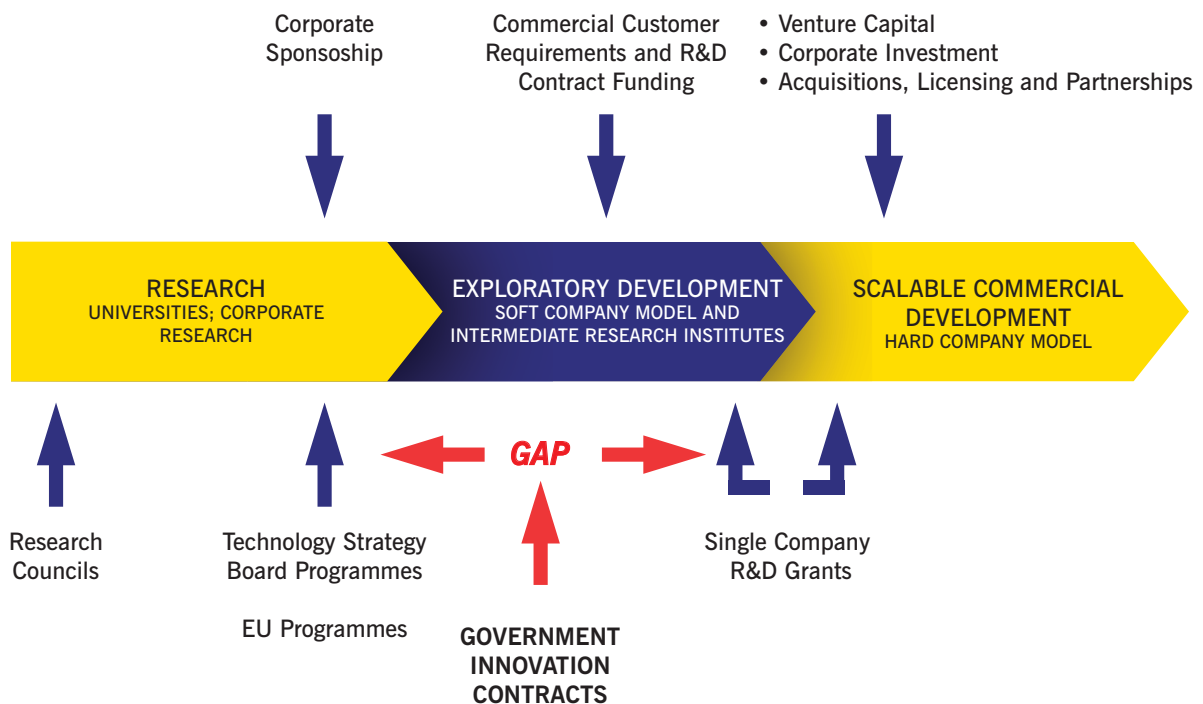 Corporate
Sponsoship
Commercial Customer
Requirements and R&D
Contract Funding
• Venture Capital
• Corporate Investment
• Acquisitions, Licensing and Partnerships
RESEARCH
UNIVERSITIES; CORPORATE
RESEARCH
EXPLORATORY DEVELOPMENT
SOFT COMPANY MODEL AND
INTERMEDIATE RESEARCH INSTITUTES
SCALABLE COMMERCIAL
DEVELOPMENT
HARD COMPANY MODEL
GAP
Research
Councils
Technology Strategy
Board Programmes
EU Programmes
GOVERNMENT
INNOVATION
CONTRACTS
Single Company
R&D Grants